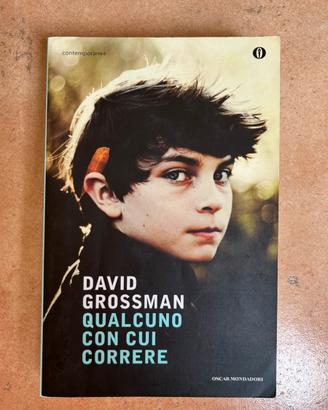 contemporanea
DAVID
GROSSMAN
QUALCUNO
CON CUI
CORRERE
OSCAR MONDADORI